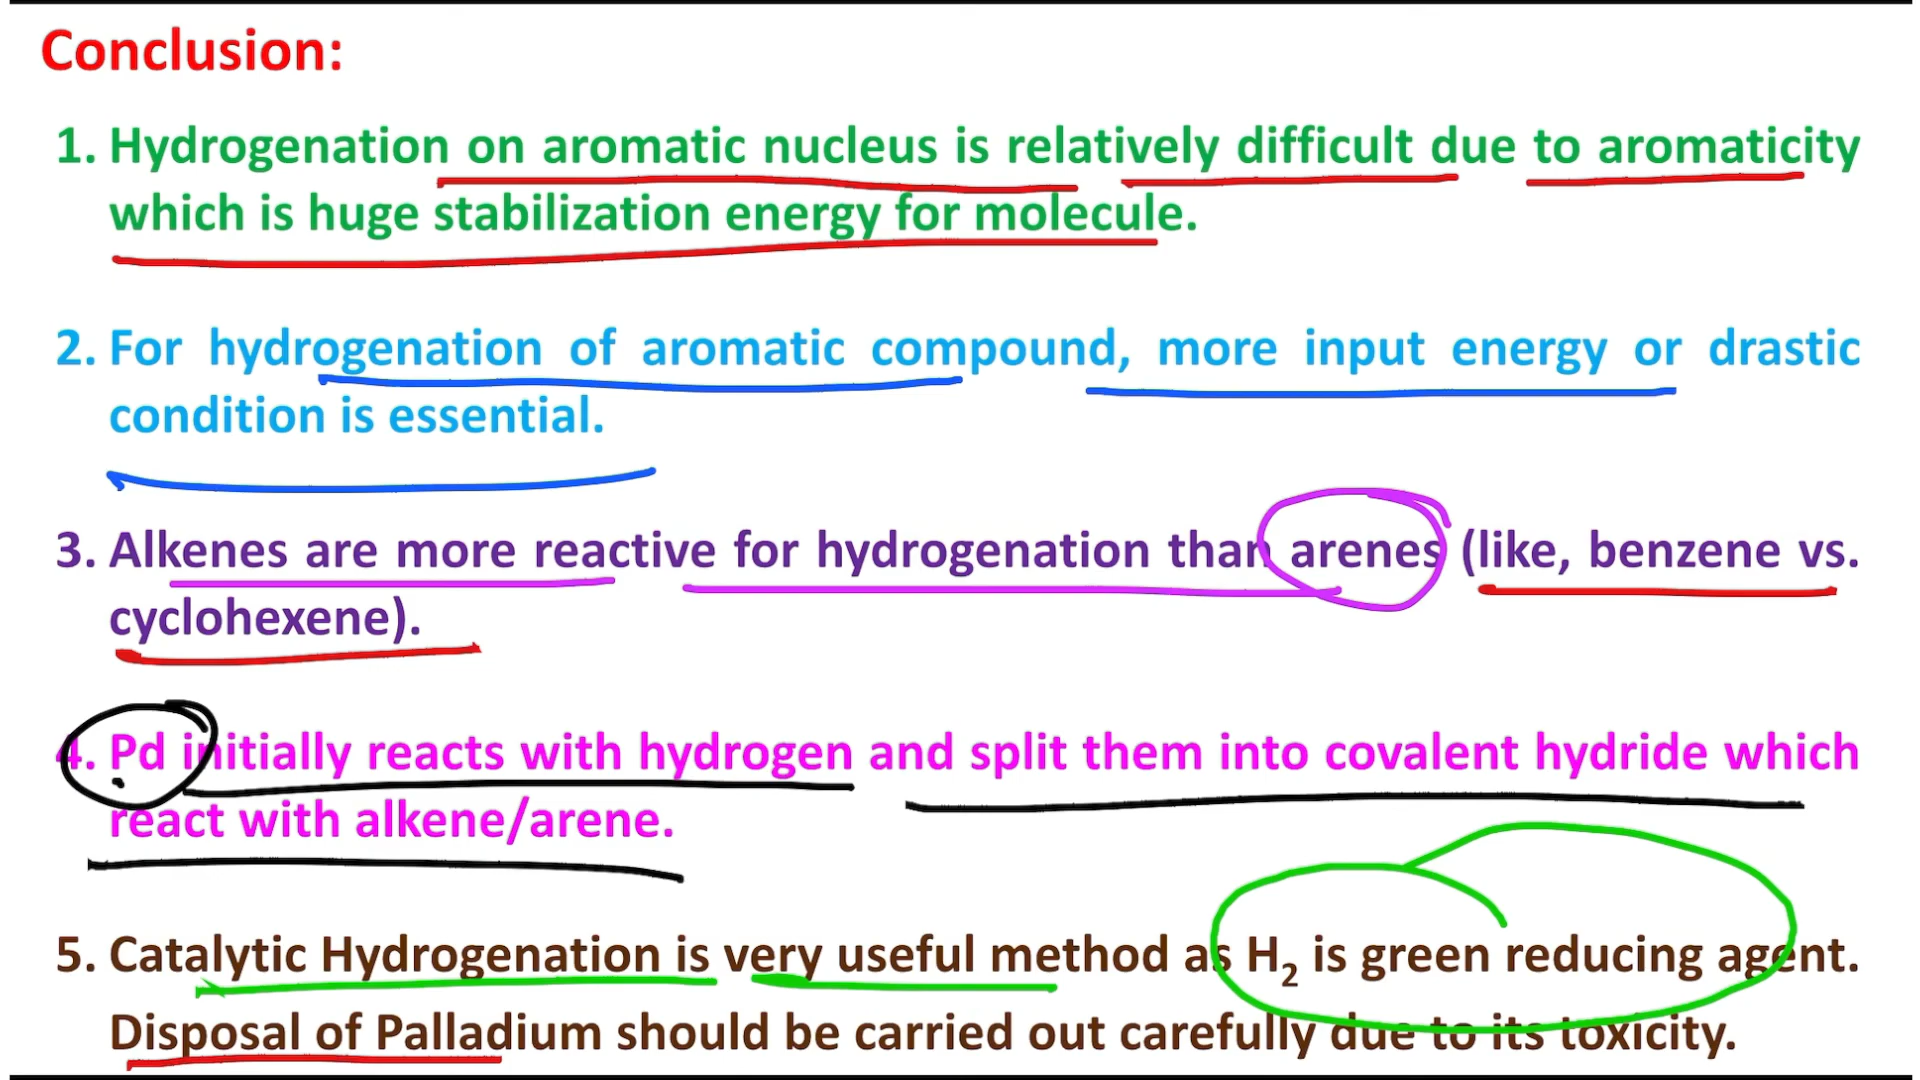 Conclusion:
1. Hydrogenation on aromatic nucleus is relatively difficult due to aromaticity
which is huge stabilization energy for molecule.
2. For hydrogenation of aromatic compound, more input energy or drastic
condition is essential.
3. Alkenes are more reactive for hydrogenation than arenes (like, benzene vs.
cyclohexene).
4. Pd initially reacts with hydrogen and split them into covalent hydride which
react with alkene/arene.
5. Catalytic Hydrogenation is very useful method as H₂ is green reducing agent.
Disposal of Palladium should be carried out carefully due to its toxicity.